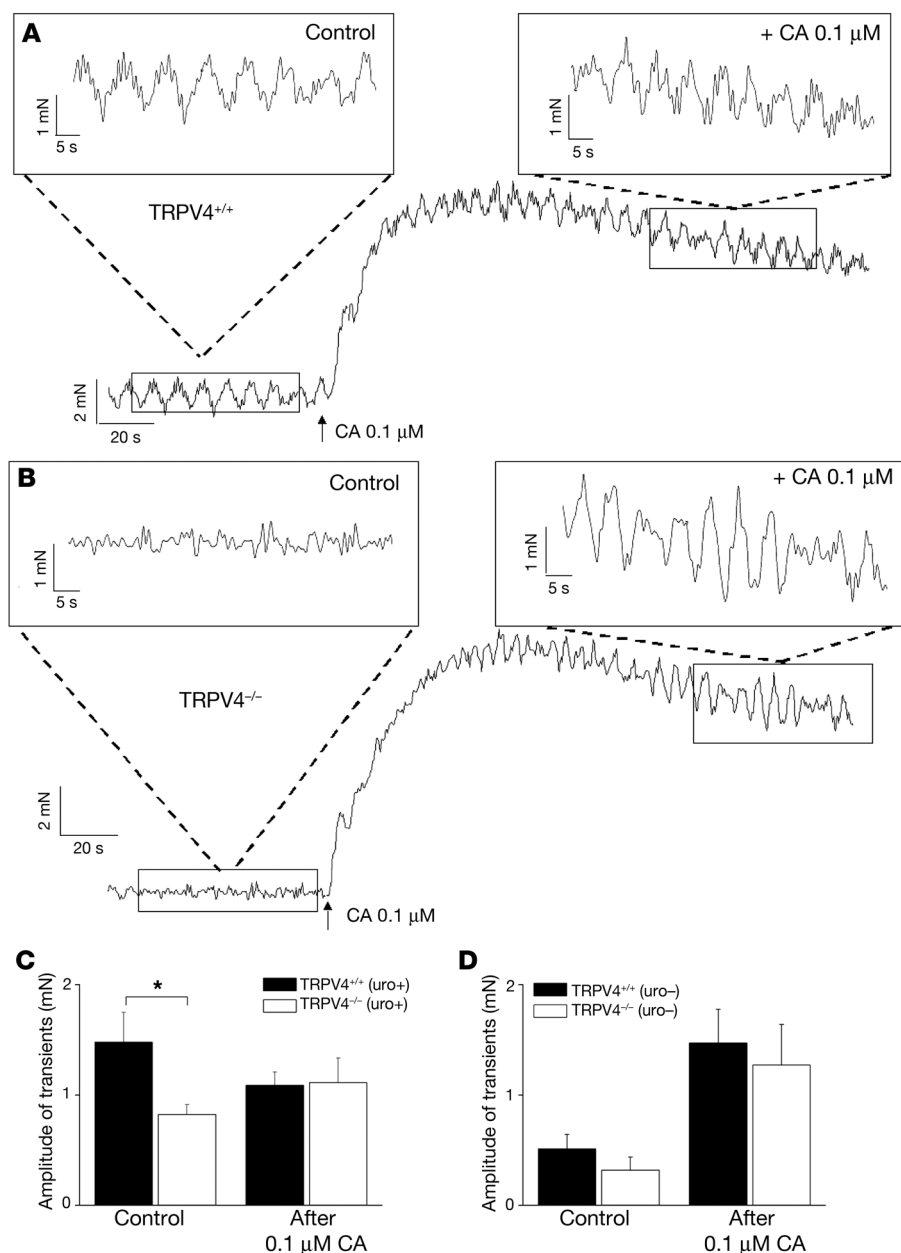 A
Control
1 mN
5 s
+ CA 0.1 μM
1 mN
5 s
TRPV4+/+
2 mN
20 s
CA 0.1 μM
B
Control
1 mN
5 s
+ CA 0.1 μM
1 mN
5 s
TRPV4−/−
2 mN
20 s
CA 0.1 μM
C
Amplitude of transients (mN)
2
1
0
*
TRPV4+/+ (uro+)
TRPV4−/− (uro+)
Control
After
0.1 μM CA
D
Amplitude of transients (mN)
2
1
0
TRPV4+/+ (uro–)
TRPV4−/− (uro–)
Control
After
0.1 μM CA